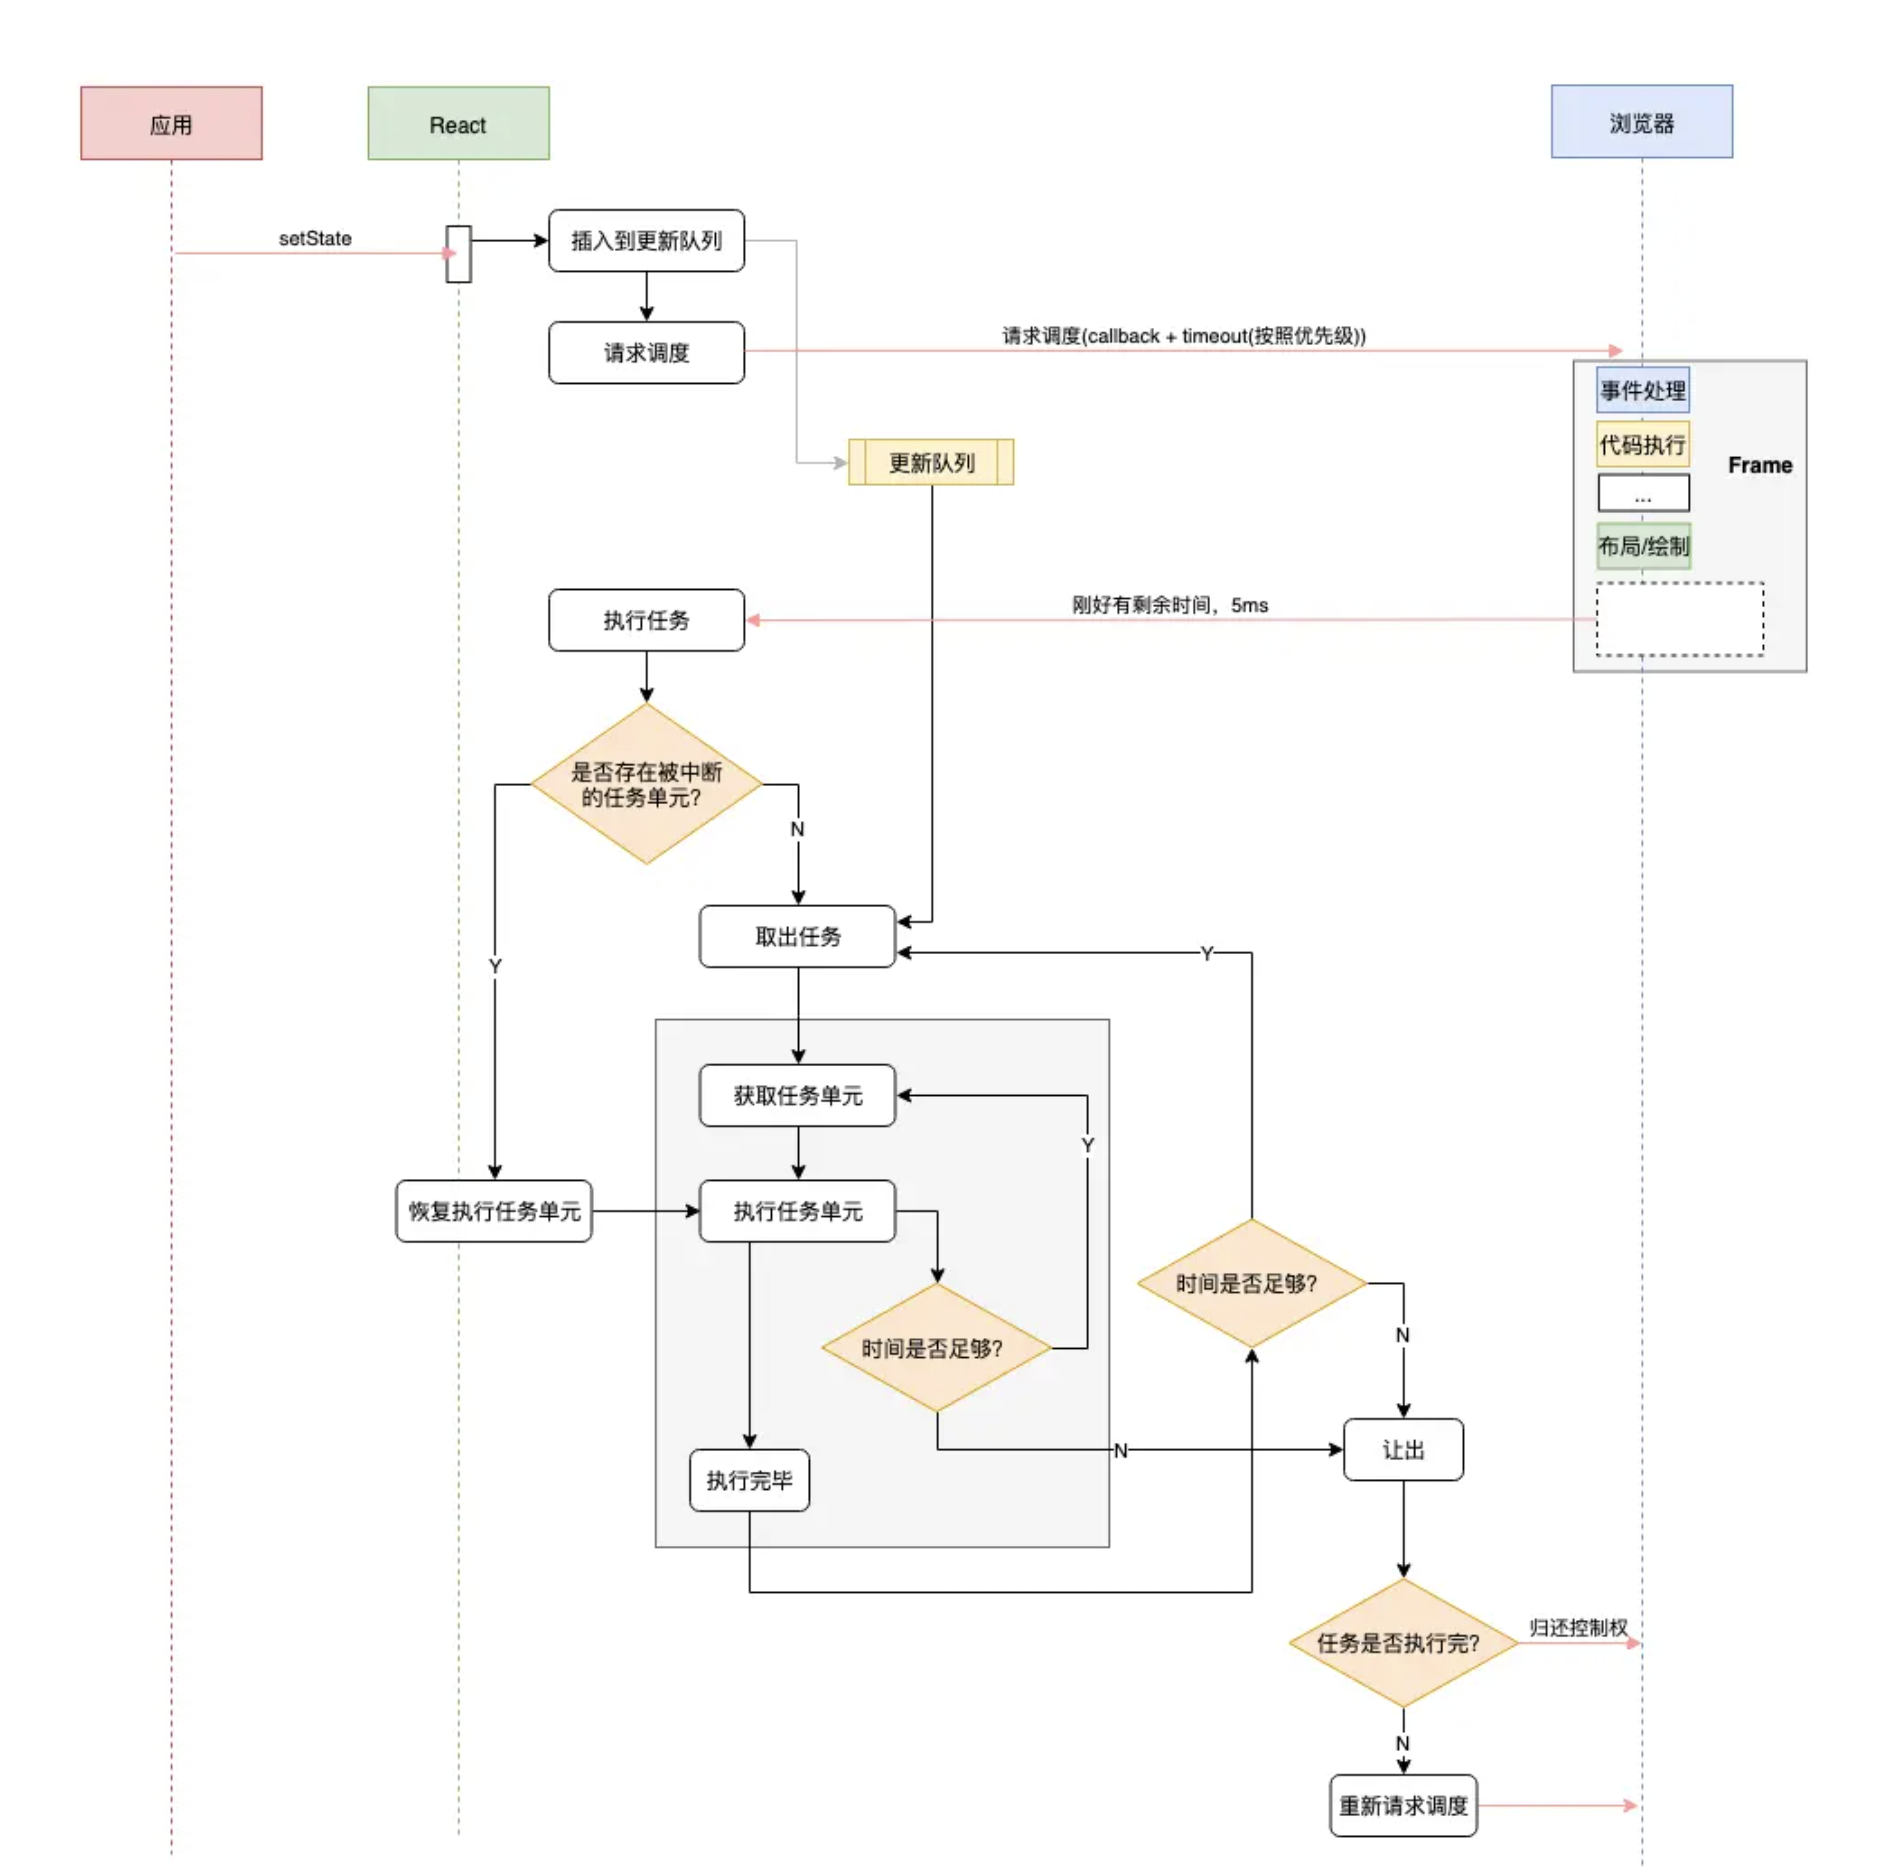 应用
React
浏览器
setState
插入到更新队列
请求调度
请求调度(callback + timeout(按照优先级))
事件处理
代码执行
...
布局/绘制
Frame
更新队列
执行任务
刚好有剩余时间，5ms
是否存在被中断
的任务单元?
N
Y
取出任务
Y
获取任务单元
Y
恢复执行任务单元
执行任务单元
时间是否足够?
时间是否足够?
N
N
让出
执行完毕
任务是否执行完?
归还控制权
N
重新请求调度